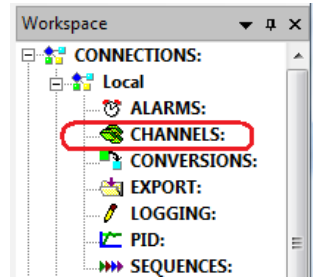 Workspace
CONNECTIONS:
Local
ALARMS:
CHANNELS:
CONVERSIONS:
EXPORT:
LOGGING:
PID:
SEQUENCES: